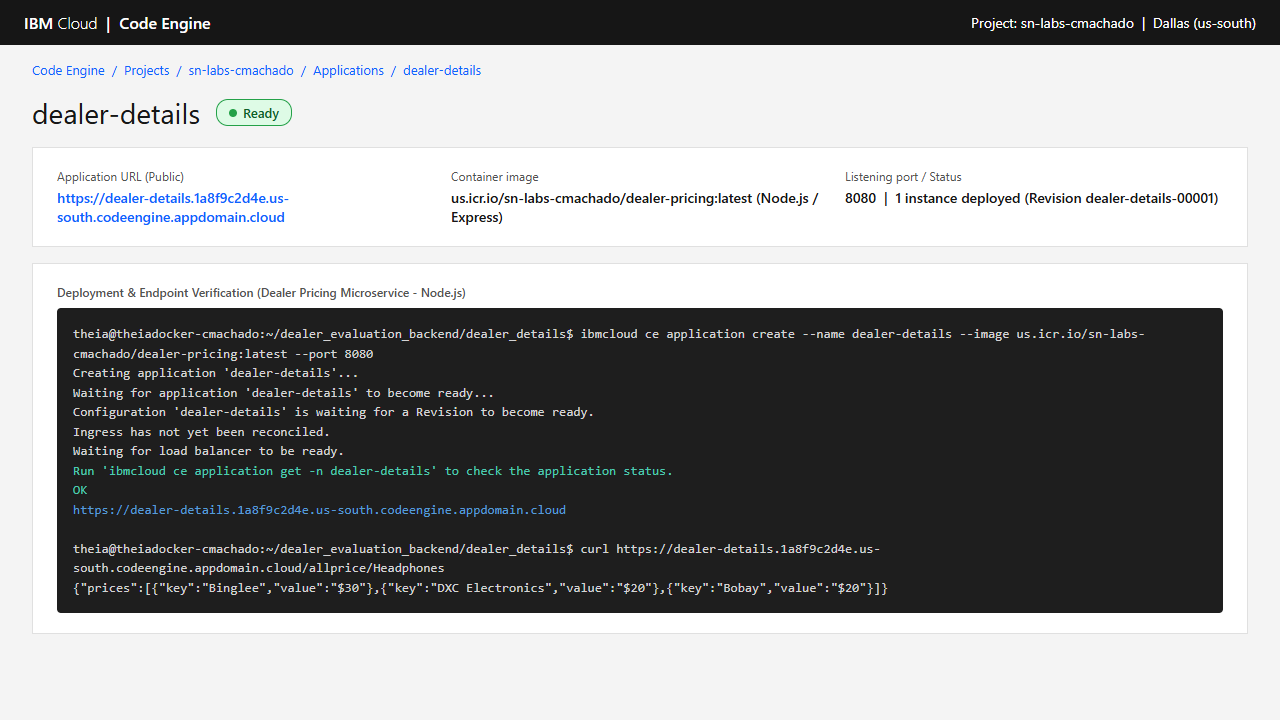 IBM Cloud | Code Engine
Project: sn-labs-cmachado | Dallas (us-south)
Code Engine / Projects / sn-labs-cmachado / Applications / dealer-details
dealer-details
Ready
Application URL (Public)
https://dealer-details.1a8f9c2d4e.us-
south.codeengine.appdomain.cloud
Container image
us.icr.io/sn-labs-cmachado/dealer-pricing:latest (Node.js /
Express)
Listening port / Status
8080 | 1 instance deployed (Revision dealer-details-00001)
Deployment & Endpoint Verification (Dealer Pricing Microservice - Node.js)
theia@theiadocker-cmachado:~/dealer_evaluation_backend/dealer_details$ ibmcloud ce application create --name dealer-details --image us.icr.io/sn-labs-
cmachado/dealer-pricing:latest --port 8080
Creating application 'dealer-details'...
Waiting for application 'dealer-details' to become ready...
Configuration 'dealer-details' is waiting for a Revision to become ready.
Ingress has not yet been reconciled.
Waiting for load balancer to be ready.
Run 'ibmcloud ce application get -n dealer-details' to check the application status.
OK
https://dealer-details.1a8f9c2d4e.us-south.codeengine.appdomain.cloud
theia@theiadocker-cmachado:~/dealer_evaluation_backend/dealer_details$ curl https://dealer-details.1a8f9c2d4e.us-
south.codeengine.appdomain.cloud/allprice/Headphones
{"prices":[{"key":"Binglee","value":"$30"},{"key":"DXC Electronics","value":"$20"},{"key":"Bobay","value":"$20"}]}